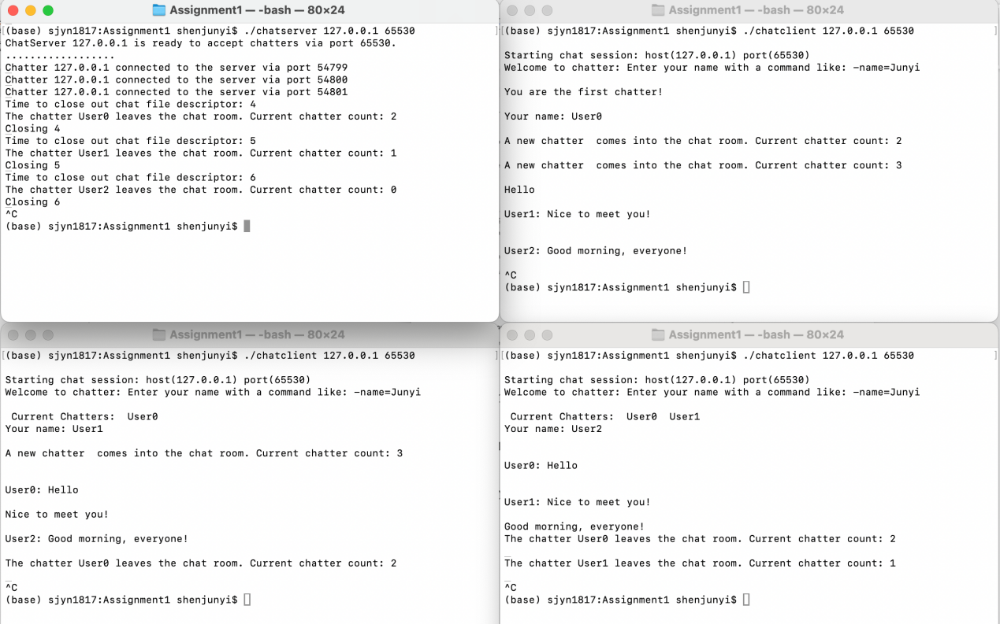 Assignment1 — -bash — 80×24
[(base) sjyn1817:Assignment1 shenjunyi$ ./chatserver 127.0.0.1 65530 ]
ChatServer 127.0.0.1 is ready to accept chatters via port 65530.
..................
Chatter 127.0.0.1 connected to the server via port 54799
Chatter 127.0.0.1 connected to the server via port 54800
Chatter 127.0.0.1 connected to the server via port 54801
Time to close out chat file descriptor: 4
The chatter User0 leaves the chat room. Current chatter count: 2
Closing 4
Time to close out chat file descriptor: 5
The chatter User1 leaves the chat room. Current chatter count: 1
Closing 5
Time to close out chat file descriptor: 6
The chatter User2 leaves the chat room. Current chatter count: 0
Closing 6
^C
(base) sjyn1817:Assignment1 shenjunyi$
Assignment1 — -bash — 80×24
[(base) sjyn1817:Assignment1 shenjunyi$ ./chatclient 127.0.0.1 65530 ]
Starting chat session: host(127.0.0.1) port(65530)
Welcome to chatter: Enter your name with a command like: -name=Junyi
You are the first chatter!
Your name: User0
A new chatter  comes into the chat room. Current chatter count: 2
A new chatter  comes into the chat room. Current chatter count: 3
Hello
User1: Nice to meet you!
User2: Good morning, everyone!
^C
(base) sjyn1817:Assignment1 shenjunyi$
Assignment1 — -bash — 80×24
[(base) sjyn1817:Assignment1 shenjunyi$ ./chatclient 127.0.0.1 65530 ]
Starting chat session: host(127.0.0.1) port(65530)
Welcome to chatter: Enter your name with a command like: -name=Junyi
Current Chatters:  User0
Your name: User1
A new chatter  comes into the chat room. Current chatter count: 3
User0: Hello
Nice to meet you!
User2: Good morning, everyone!
The chatter User0 leaves the chat room. Current chatter count: 2
^C
(base) sjyn1817:Assignment1 shenjunyi$
Assignment1 — -bash — 80×24
[(base) sjyn1817:Assignment1 shenjunyi$ ./chatclient 127.0.0.1 65530 ]
Starting chat session: host(127.0.0.1) port(65530)
Welcome to chatter: Enter your name with a command like: -name=Junyi
Current Chatters:  User0  User1
Your name: User2
User0: Hello
User1: Nice to meet you!
Good morning, everyone!
The chatter User0 leaves the chat room. Current chatter count: 2
The chatter User1 leaves the chat room. Current chatter count: 1
^C
(base) sjyn1817:Assignment1 shenjunyi$